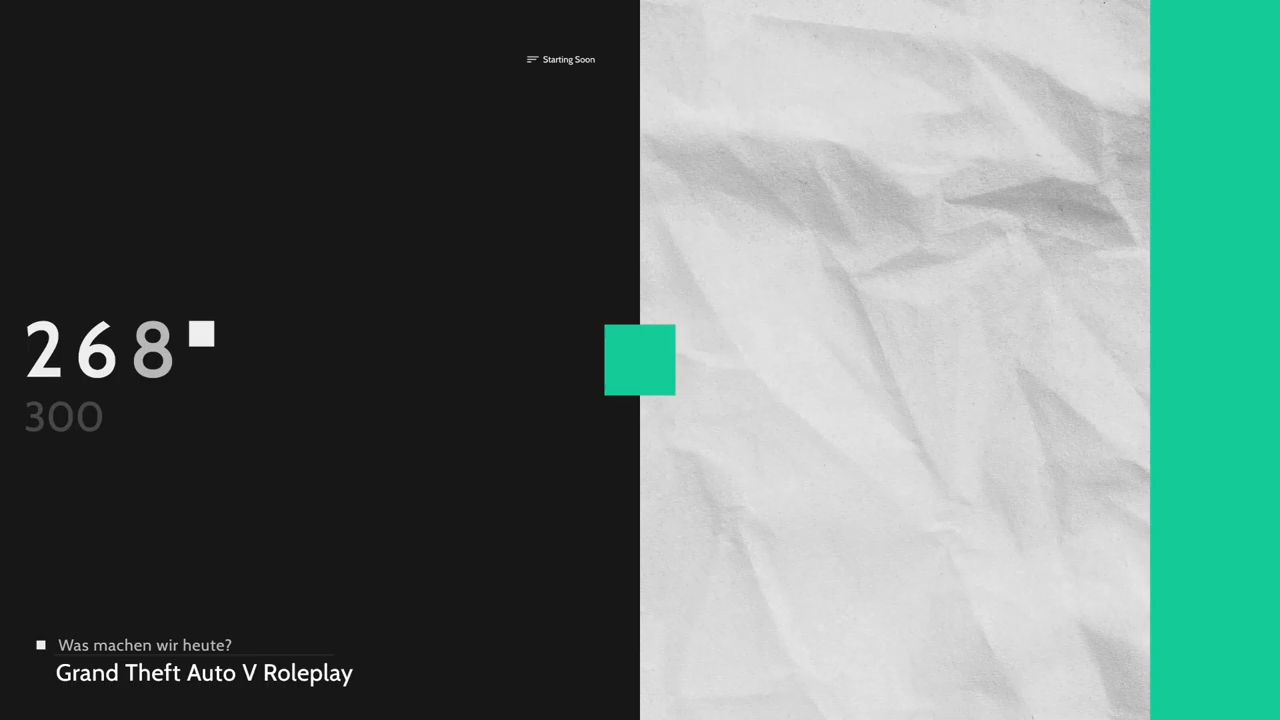 Starting Soon
268
300
Was machen wir heute?
Grand Theft Auto V Roleplay